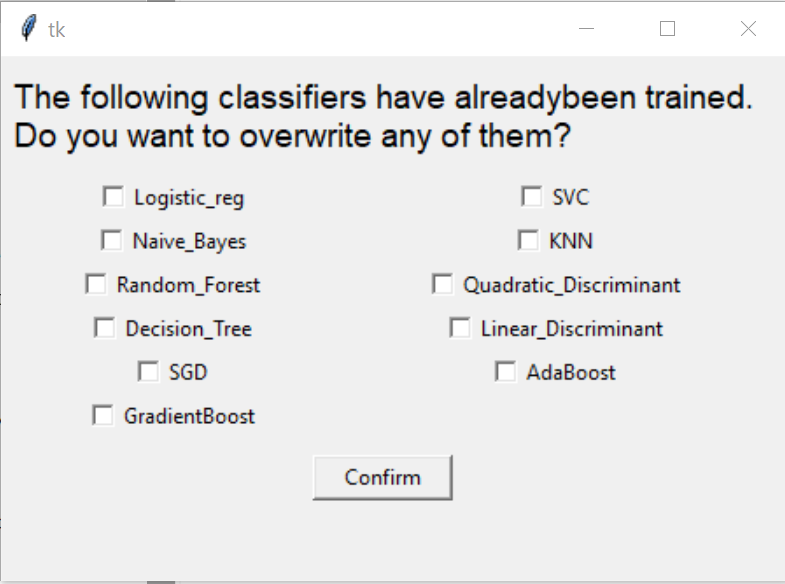 tk
The following classifiers have alreadybeen trained.
Do you want to overwrite any of them?
Logistic_reg SVC
Naive_Bayes KNN
Random_Forest Quadratic_Discriminant
Decision_Tree Linear_Discriminant
SGD AdaBoost
GradientBoost
Confirm